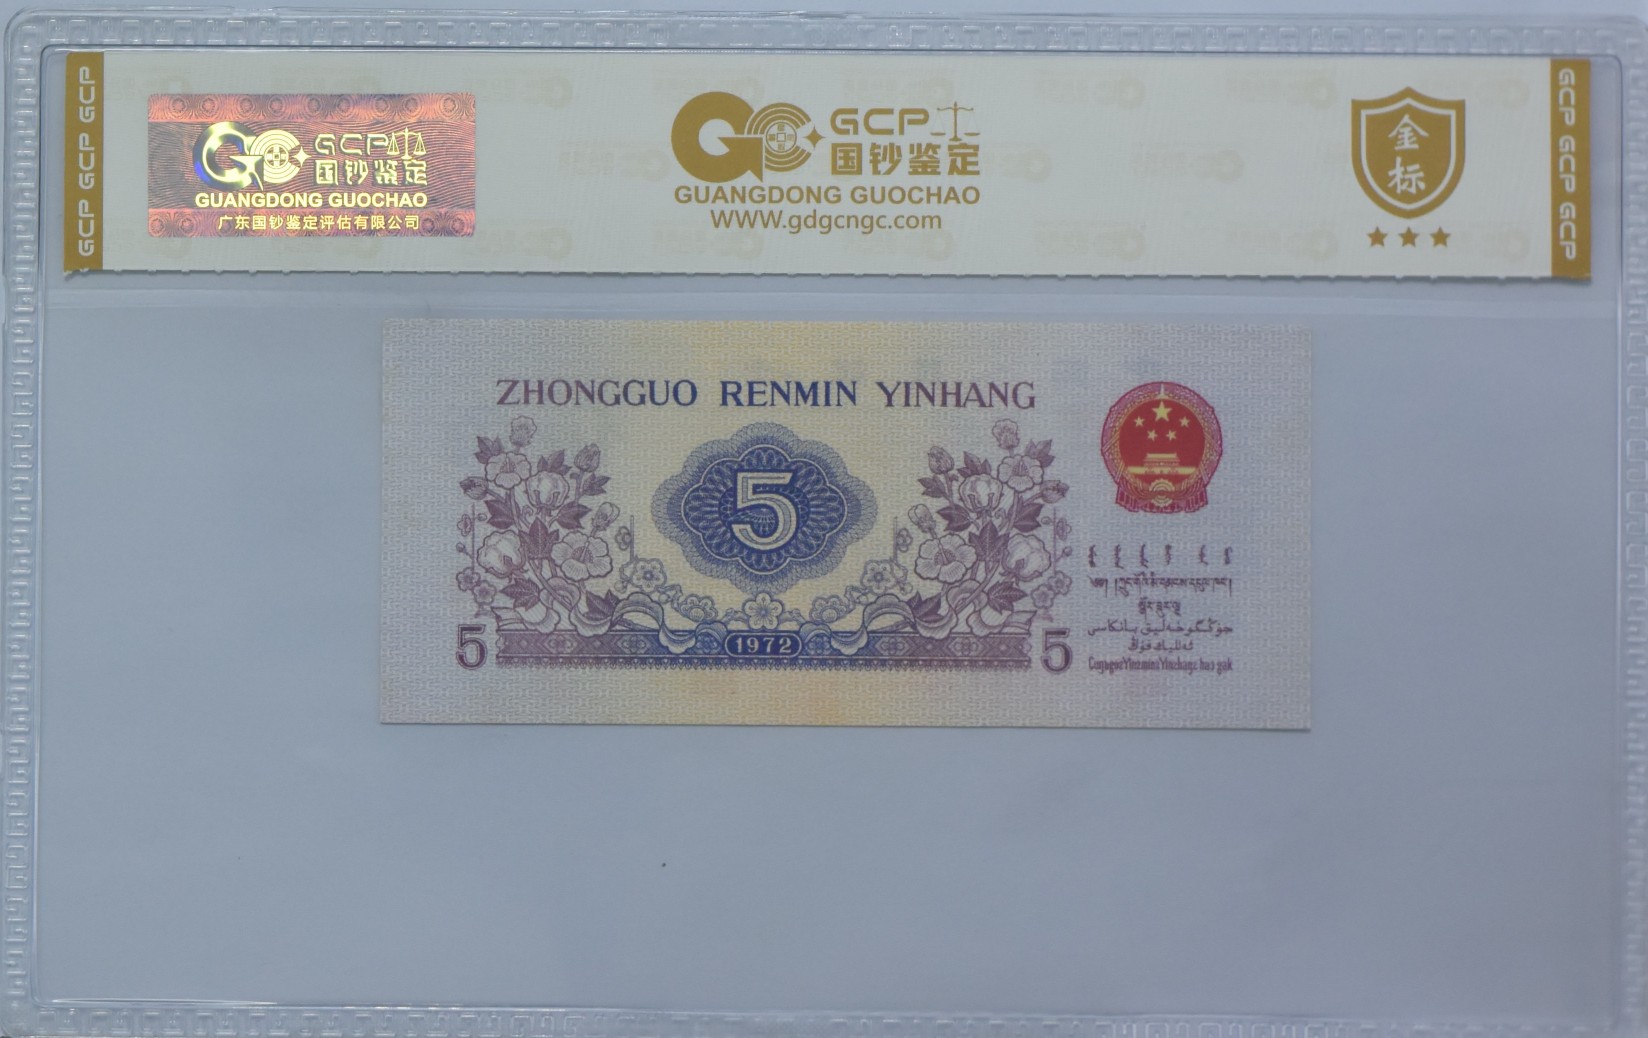 GCP GCP GCP
GCP 国钞鉴定
GUANGDONG GUOCHAO
广东国钞鉴定评估有限公司
GCP
国钞鉴定
GUANGDONG GUOCHAO
WWW.gdgcngc.com
金标
GCP GCP GCP
ZHONGGUO RENMIN YINHANG
5
5
1972
5